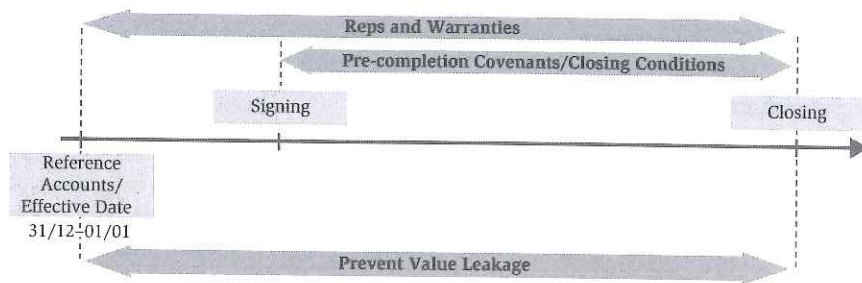 Reps and Warranties
Pre-completion Covenants/Closing Conditions
Signing
Closing
Reference
Accounts/
Effective Date
31/12–01/01
Prevent Value Leakage